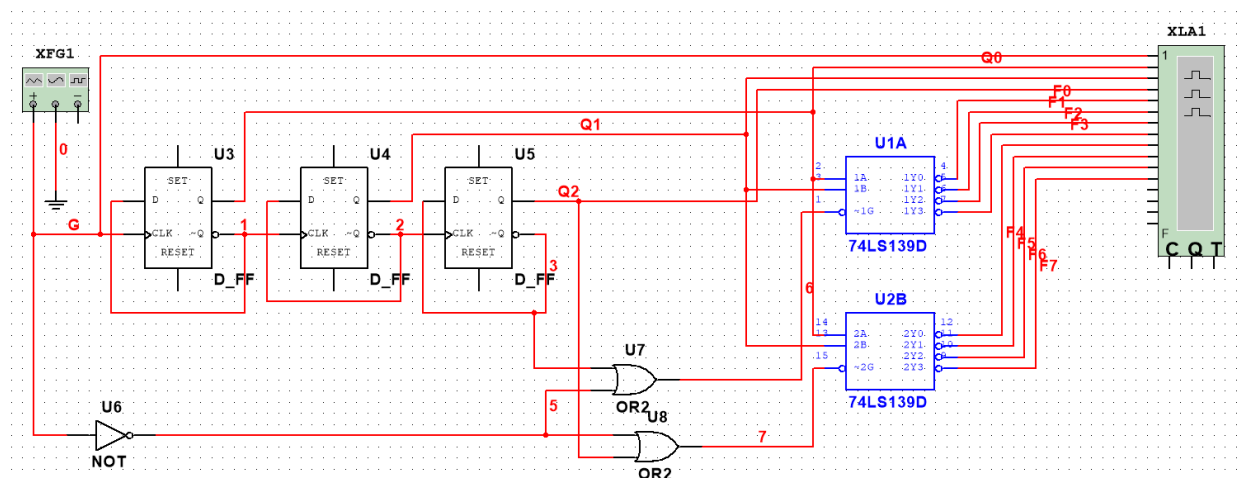 XLA1
XFG1
1
Q0
F0
F1
F2
F3
Q1
0
U3
U4
U5
U1A
SET
SET
SET
D
Q
D
Q
D
Q
Q2
2
3
1
1A
1B
~1G
1Y0
1Y1
1Y2
1Y3
4
5
6
7
74LS139D
G
CLK
~Q
1
CLK
~Q
2
CLK
~Q
RESET
RESET
RESET
D_FF
D_FF
D_FF
3
F
C Q T
F4
F5
F6
F7
6
U2B
14
13
15
2A
2B
~2G
2Y0
2Y1
2Y2
2Y3
12
11
10
9
74LS139D
U7
OR2
5
U8
OR2
7
U6
NOT